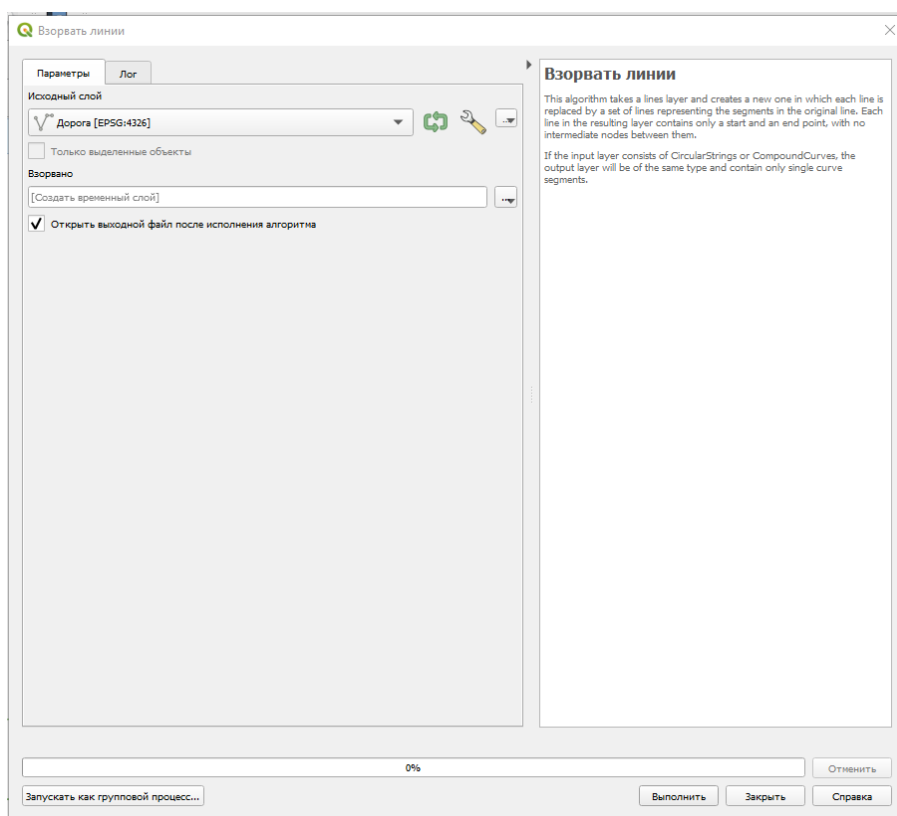 Взорвать линии
Параметры
Лог
Исходный слой
Дорога [EPSG:4326]
Только выделенные объекты
Взорвано
[Создать временный слой]
Открыть выходной файл после исполнения алгоритма
Взорвать линии
This algorithm takes a lines layer and creates a new one in which each line is
replaced by a set of lines representing the segments in the original line. Each
line in the resulting layer contains only a start and an end point, with no
intermediate nodes between them.
If the input layer consists of CircularStrings or CompoundCurves, the
output layer will be of the same type and contain only single curve
segments.
0%
Отменить
Запускать как групповой процесс...
Выполнить
Закрыть
Справка